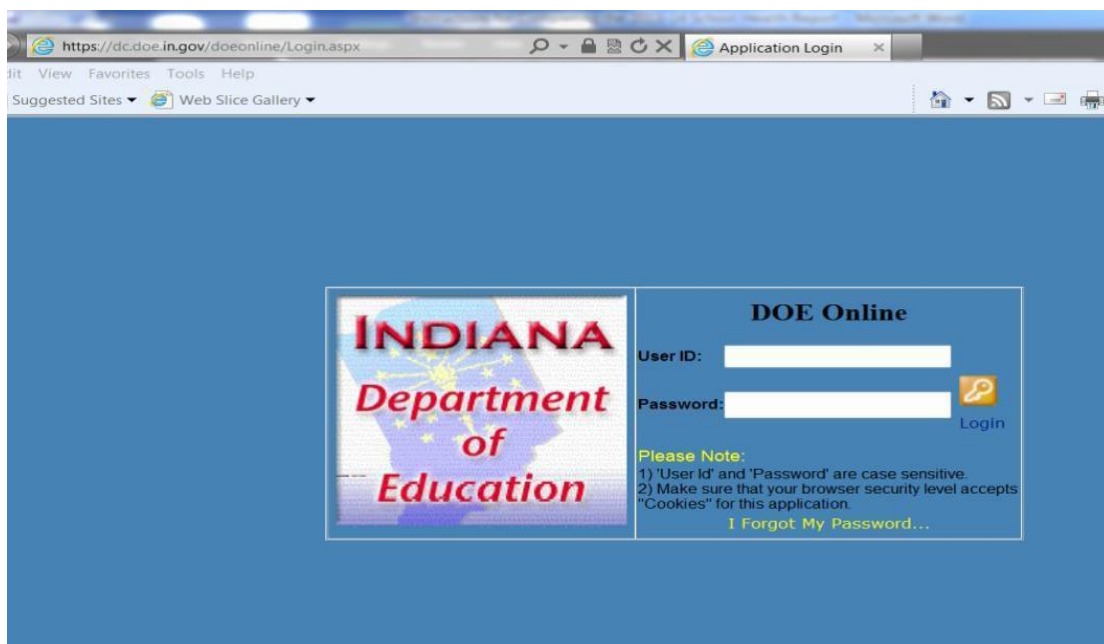 https://dc.doe.in.gov/doeonline/Login.aspx
Application Login
View Favorites Tools Help
Suggested Sites Web Slice Gallery
INDIANA
Department
of
Education
DOE Online
User ID:
Password:
Login
Please Note:
1) 'User Id' and 'Password' are case sensitive.
2) Make sure that your browser security level accepts
"Cookies" for this application.
I Forgot My Password...